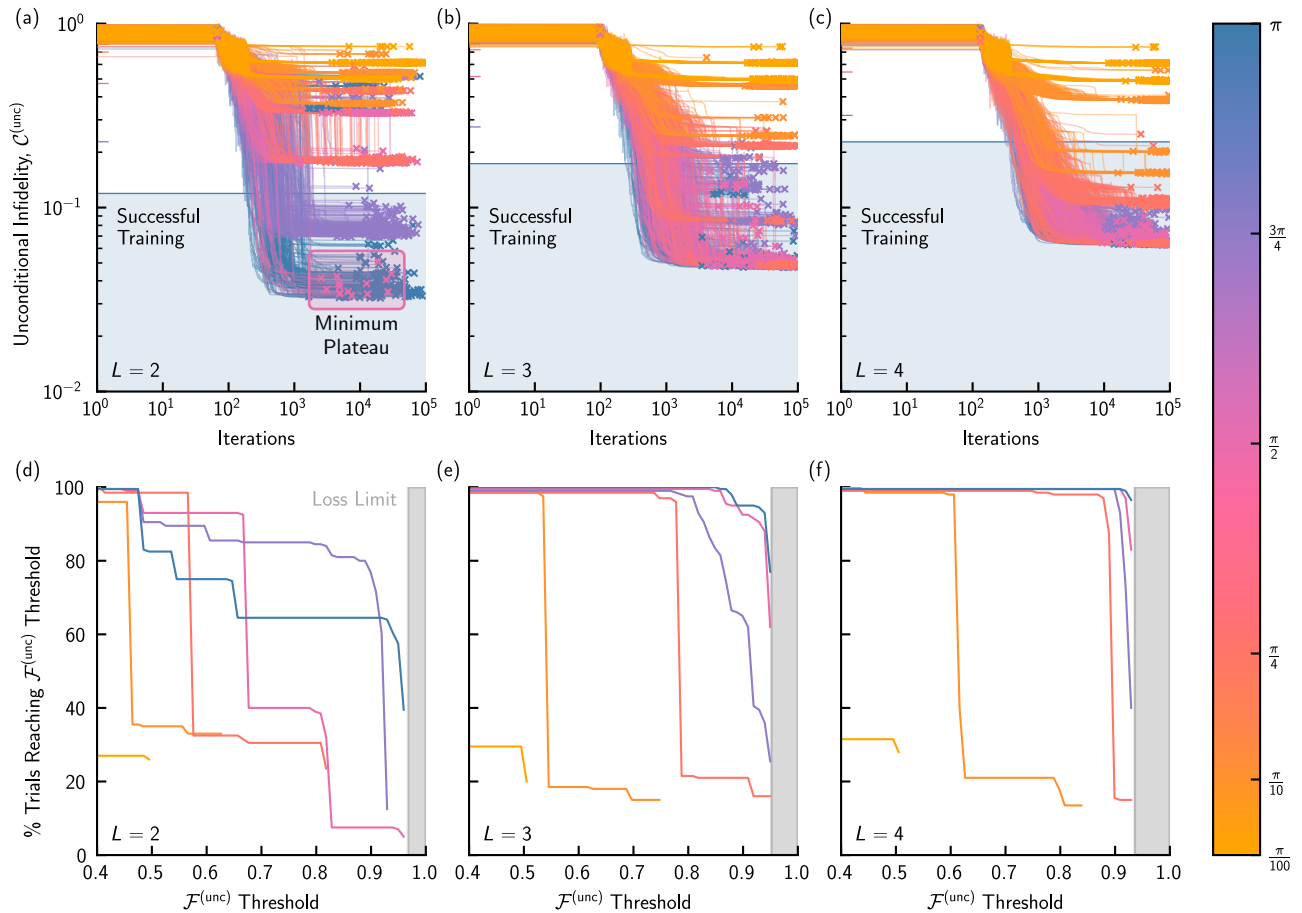 (a)
(b)
(c)
Unconditional Infidelity, C^(unc)
10^0
10^−1
10^−2
Successful
Training
Minimum
Plateau
L = 2
Successful
Training
L = 3
Successful
Training
L = 4
10^0 10^1 10^2 10^3 10^4 10^5
10^0 10^1 10^2 10^3 10^4 10^5
10^0 10^1 10^2 10^3 10^4 10^5
Iterations
Iterations
Iterations
(d)
(e)
(f)
% Trials Reaching F^(unc) Threshold
100
80
60
40
20
0
Loss Limit
L = 2
L = 3
L = 4
0.4 0.5 0.6 0.7 0.8 0.9 1.0
0.4 0.5 0.6 0.7 0.8 0.9 1.0
0.4 0.5 0.6 0.7 0.8 0.9 1.0
F^(unc) Threshold
F^(unc) Threshold
F^(unc) Threshold
π
3π/4
π/2
π/4
π/10
π/100